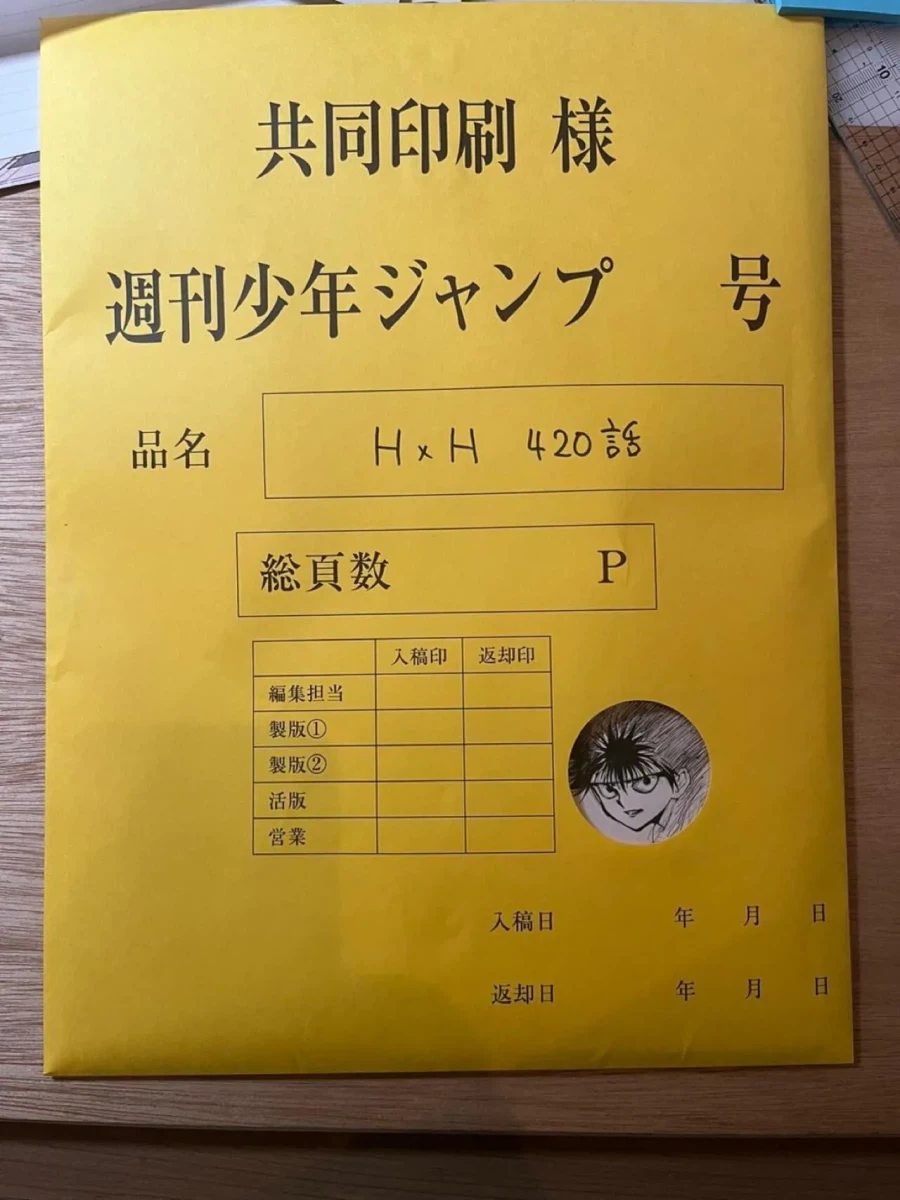 共同印刷 様
週刊少年ジャンプ 号
品名 H×H 420話
総頁数 P
入稿印 返却印
編集担当
製版①
製版②
活版
営業
入稿日 年 月 日
返却日 年 月 日
10